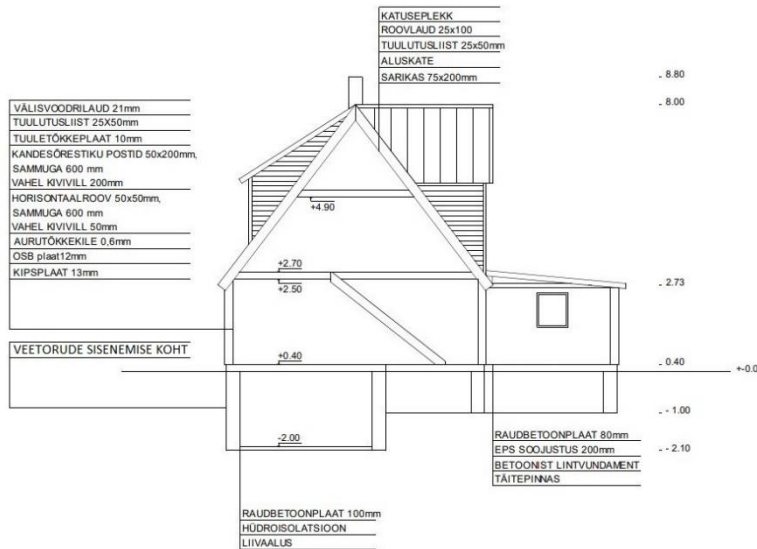 KATUSEPLEKK
ROOVLAUD 25x100
TUULUTUSLIIST 25x50mm
ALUSKATE
SARIKAS 75x200mm
8.80
8.00
VÄLISVOODRILAUD 21mm
TUULUTUSLIIST 25X50mm
TUULETÕKKEPLAAT 10mm
KANDESÕRESTIKU POSTID 50x200mm,
SAMMUGA 600 mm
VAHEL KIVIVILL 200mm
HORISONTAALROOV 50x50mm,
SAMMUGA 600 mm
VAHEL KIVIVILL 50mm
AURUTÕKKEKILE 0,6mm
OSB plaat12mm
KIPSPLAAT 13mm
+4.90
+2.70
+2.50
2.73
VEETORUDE SISENEMISE KOHT
+0.40
0.40
+-0.0
- 1.00
-2.00
- 2.10
RAUDBETOONPLAAT 80mm
EPS SOOJUSTUS 200mm
BETOONIST LINTVUNDAMENT
TÄITEPINNAS
RAUDBETOONPLAAT 100mm
HÜDROISOLATSIOON
LIIVAALUS